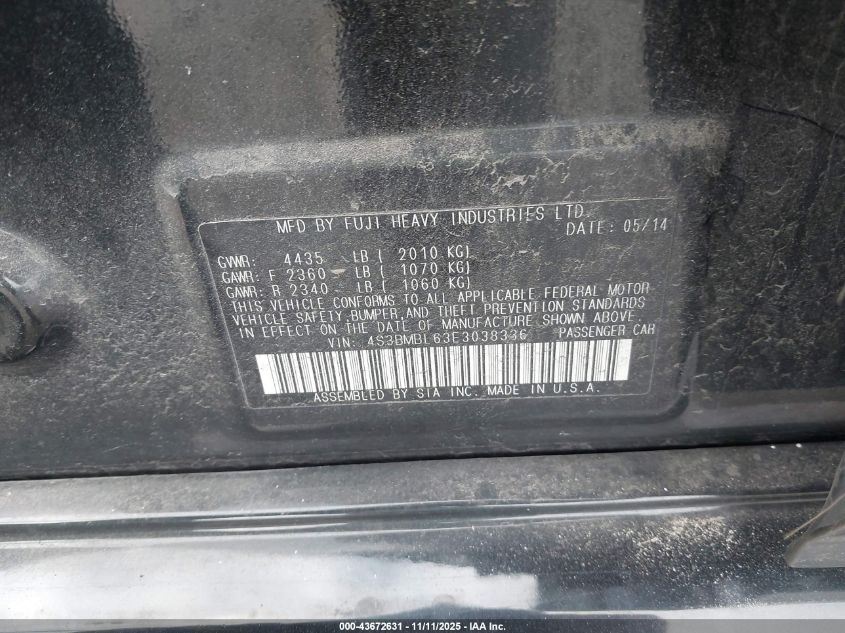 MFD BY FUJI HEAVY INDUSTRIES LTD.
DATE: 05/14
GVWR: 4435 LB ( 2010 KG)
GAWR: F 2360 LB ( 1070 KG)
GAWR: R 2340 LB ( 1060 KG)
THIS VEHICLE CONFORMS TO ALL APPLICABLE FEDERAL MOTOR
VEHICLE SAFETY, BUMPER, AND THEFT PREVENTION STANDARDS
IN EFFECT ON THE DATE OF MANUFACTURE SHOWN ABOVE.
VIN: 4S3BMBL63E3038336 PASSENGER CAR
ASSEMBLED BY SIA INC. MADE IN U.S.A.
000-43672631 - 11/11/2025 - IAA Inc.